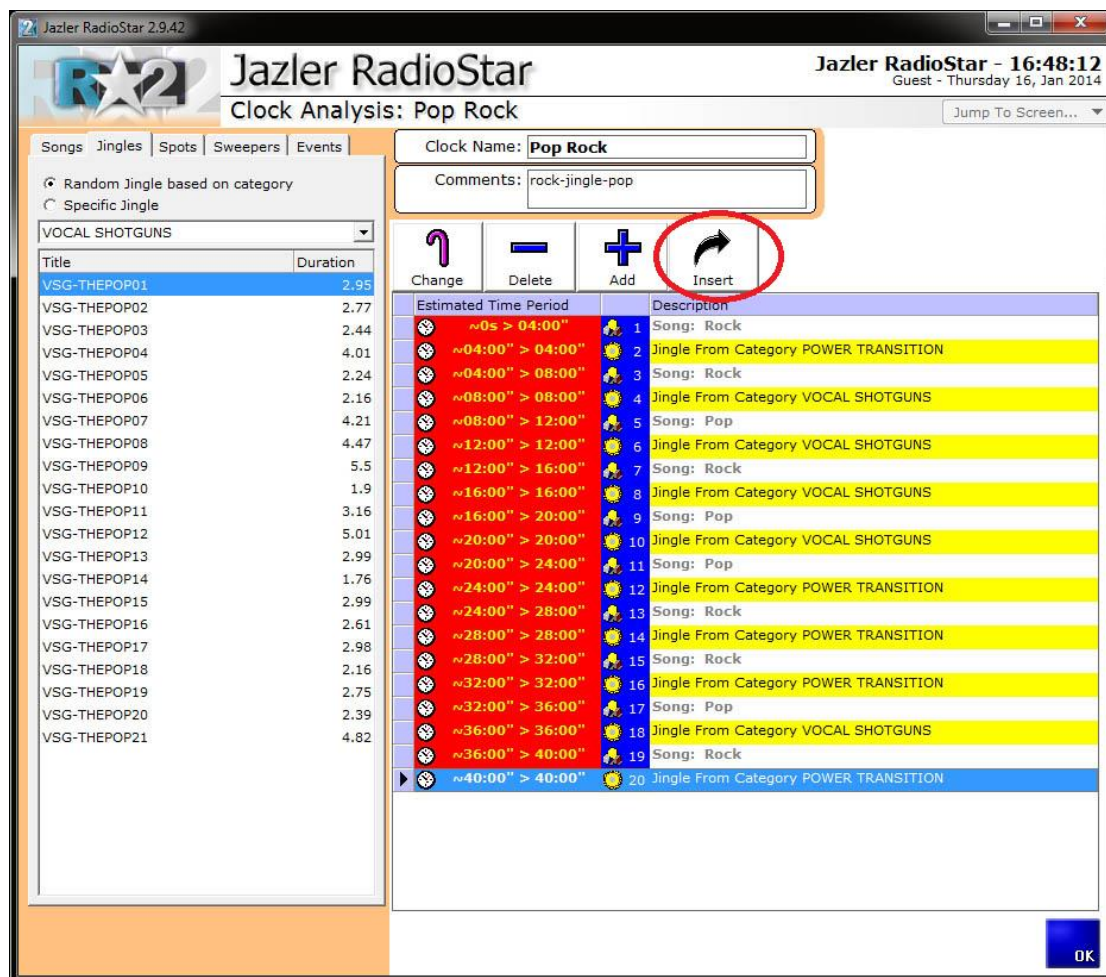 Jazler RadioStar 2.9.42
R☆2
Jazler RadioStar
Jazler RadioStar - 16:48:12
Guest - Thursday 16, Jan 2014
Clock Analysis: Pop Rock
Jump To Screen...
Songs Jingles Spots Sweepers Events
Random Jingle based on category
Specific Jingle
VOCAL SHOTGUNS
Title Duration
VSG-THEPOP01 2.95
VSG-THEPOP02 2.77
VSG-THEPOP03 2.44
VSG-THEPOP04 4.01
VSG-THEPOP05 2.24
VSG-THEPOP06 2.16
VSG-THEPOP07 4.21
VSG-THEPOP08 4.47
VSG-THEPOP09 5.5
VSG-THEPOP10 1.9
VSG-THEPOP11 3.16
VSG-THEPOP12 5.01
VSG-THEPOP13 2.99
VSG-THEPOP14 1.76
VSG-THEPOP15 2.99
VSG-THEPOP16 2.61
VSG-THEPOP17 2.98
VSG-THEPOP18 2.16
VSG-THEPOP19 2.75
VSG-THEPOP20 2.39
VSG-THEPOP21 4.82
Clock Name: Pop Rock
Comments: rock-jingle-pop
Change Delete Add Insert
Estimated Time Period Description
~0s > 04:00" 1 Song: Rock
~04:00" > 04:00" 2 Jingle From Category POWER TRANSITION
~04:00" > 08:00" 3 Song: Rock
~08:00" > 08:00" 4 Jingle From Category VOCAL SHOTGUNS
~08:00" > 12:00" 5 Song: Pop
~12:00" > 12:00" 6 Jingle From Category VOCAL SHOTGUNS
~12:00" > 16:00" 7 Song: Rock
~16:00" > 16:00" 8 Jingle From Category VOCAL SHOTGUNS
~16:00" > 20:00" 9 Song: Pop
~20:00" > 20:00" 10 Jingle From Category VOCAL SHOTGUNS
~20:00" > 24:00" 11 Song: Pop
~24:00" > 24:00" 12 Jingle From Category POWER TRANSITION
~24:00" > 28:00" 13 Song: Rock
~28:00" > 28:00" 14 Jingle From Category POWER TRANSITION
~28:00" > 32:00" 15 Song: Rock
~32:00" > 32:00" 16 Jingle From Category POWER TRANSITION
~32:00" > 36:00" 17 Song: Pop
~36:00" > 36:00" 18 Jingle From Category VOCAL SHOTGUNS
~36:00" > 40:00" 19 Song: Rock
~40:00" > 40:00" 20 Jingle From Category POWER TRANSITION
OK